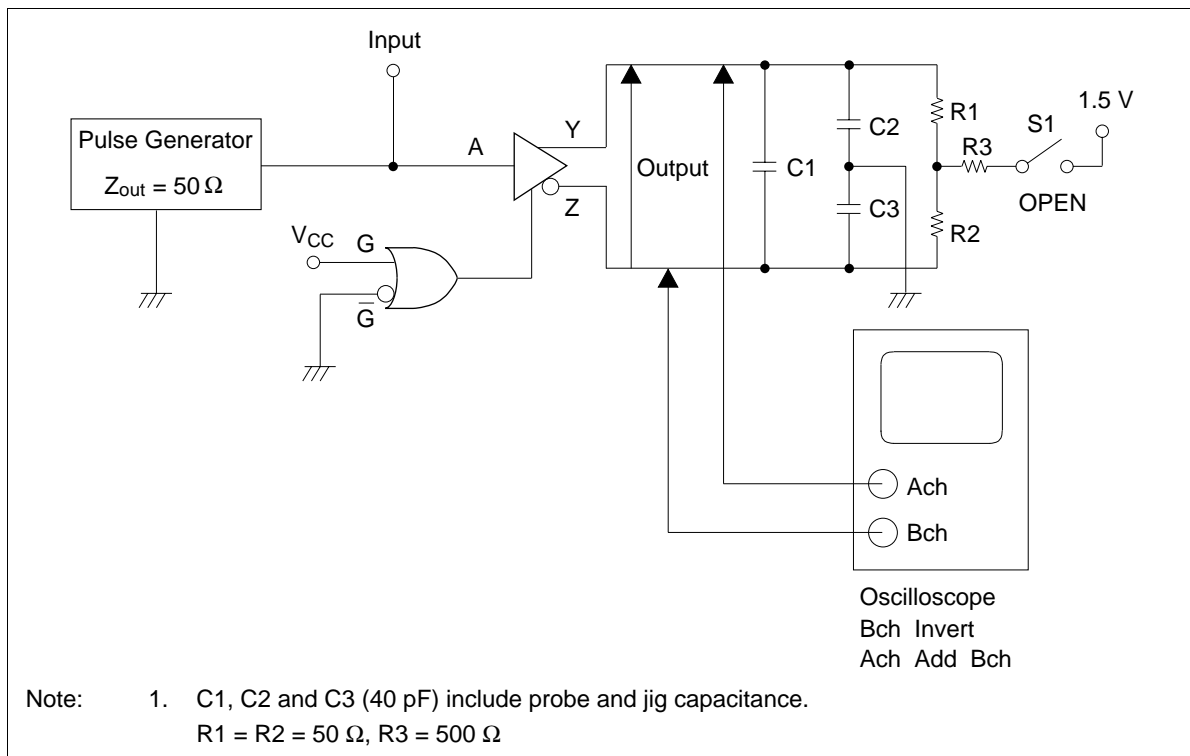 Input
Pulse Generator
Zout = 50 Ω
A
Y
Z
VCC
G
G̅
Output
C1
C2
C3
R1
R2
R3
S1
1.5 V
OPEN
Ach
Bch
Oscilloscope
Bch Invert
Ach Add Bch
Note: 1. C1, C2 and C3 (40 pF) include probe and jig capacitance.
R1 = R2 = 50 Ω, R3 = 500 Ω